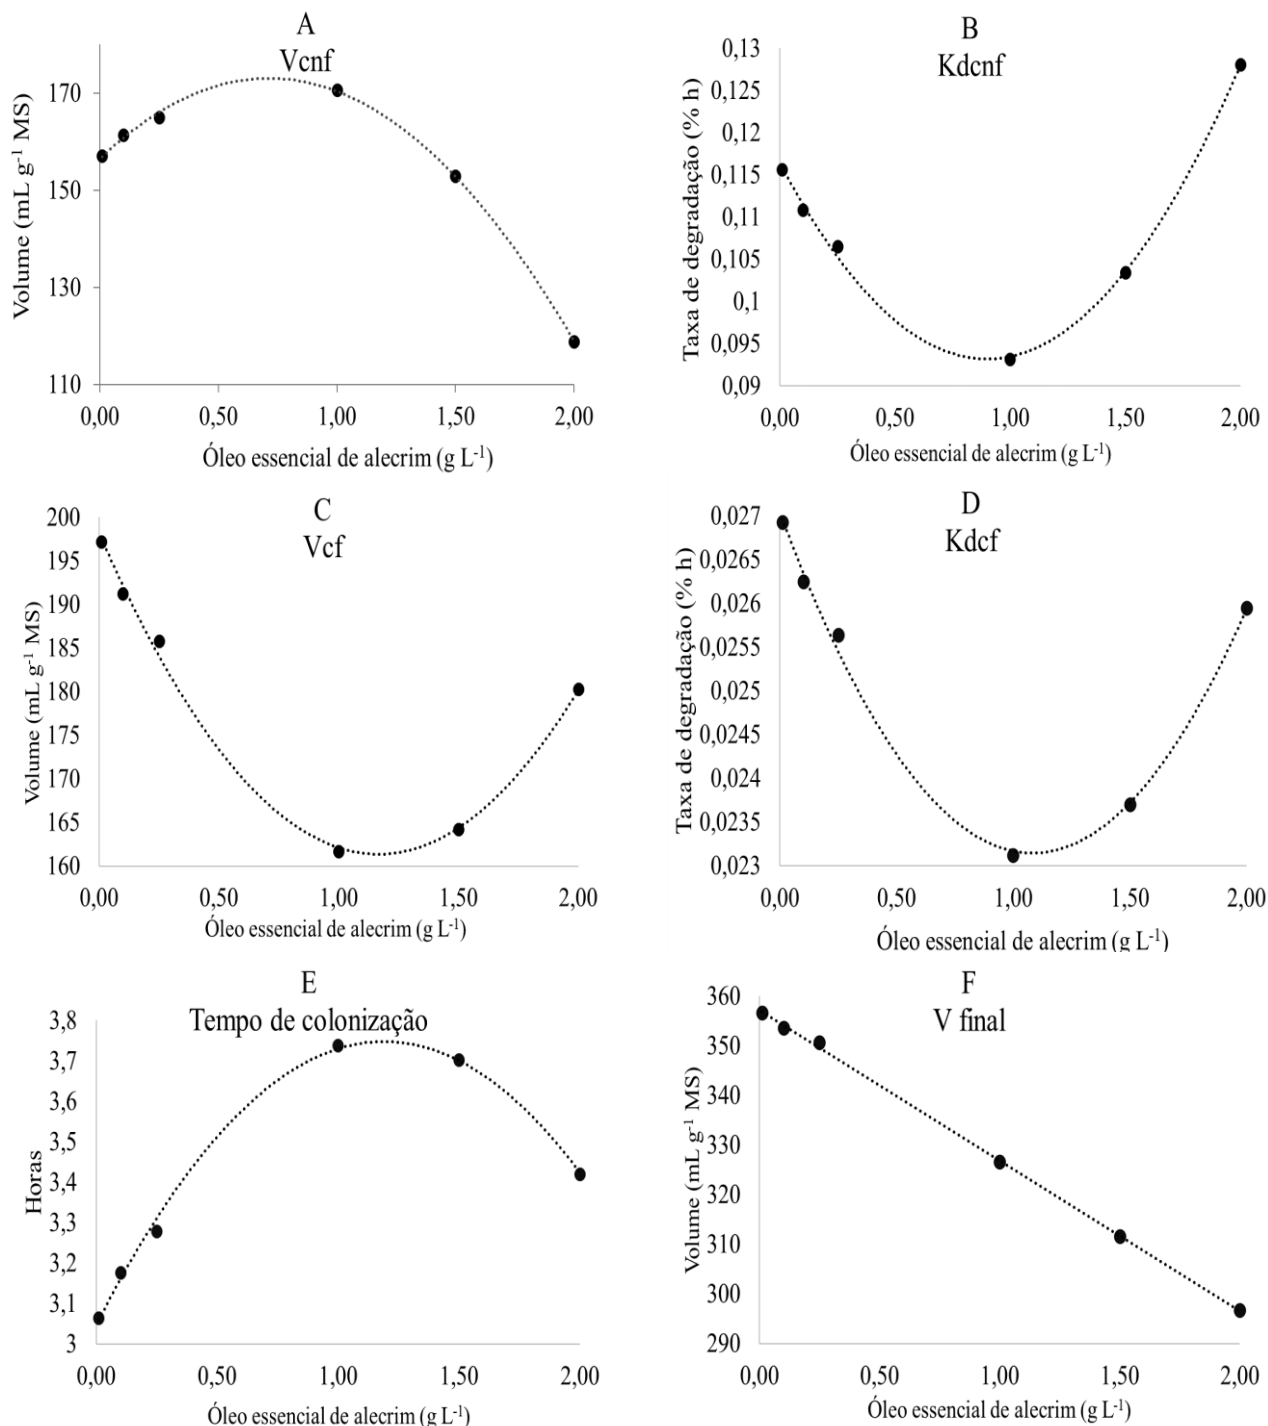 A
Vcnf
Volume (mL g⁻¹ MS)
170
150
130
110
0,00 0,50 1,00 1,50 2,00
Óleo essencial de alecrim (g L⁻¹)
B
Kdcnf
Taxa de degradação (% h)
0,13
0,125
0,12
0,115
0,11
0,105
0,1
0,095
0,09
0,00 0,50 1,00 1,50 2,00
Óleo essencial de alecrim (g L⁻¹)
C
Vcf
Volume (mL g⁻¹ MS)
200
195
190
185
180
175
170
165
160
0,00 0,50 1,00 1,50 2,00
Óleo essencial de alecrim (g L⁻¹)
D
Kdcf
Taxa de degradação (% h)
0,027
0,0265
0,026
0,0255
0,025
0,0245
0,024
0,0235
0,023
0,00 0,50 1,00 1,50 2,00
Óleo essencial de alecrim (g L⁻¹)
E
Tempo de colonização
Horas
3,8
3,7
3,6
3,5
3,4
3,3
3,2
3,1
3
0,00 0,50 1,00 1,50 2,00
Óleo essencial de alecrim (g L⁻¹)
F
V final
Volume (mL g⁻¹ MS)
360
350
340
330
320
310
300
290
0,00 0,50 1,00 1,50 2,00
Óleo essencial de alecrim (g L⁻¹)